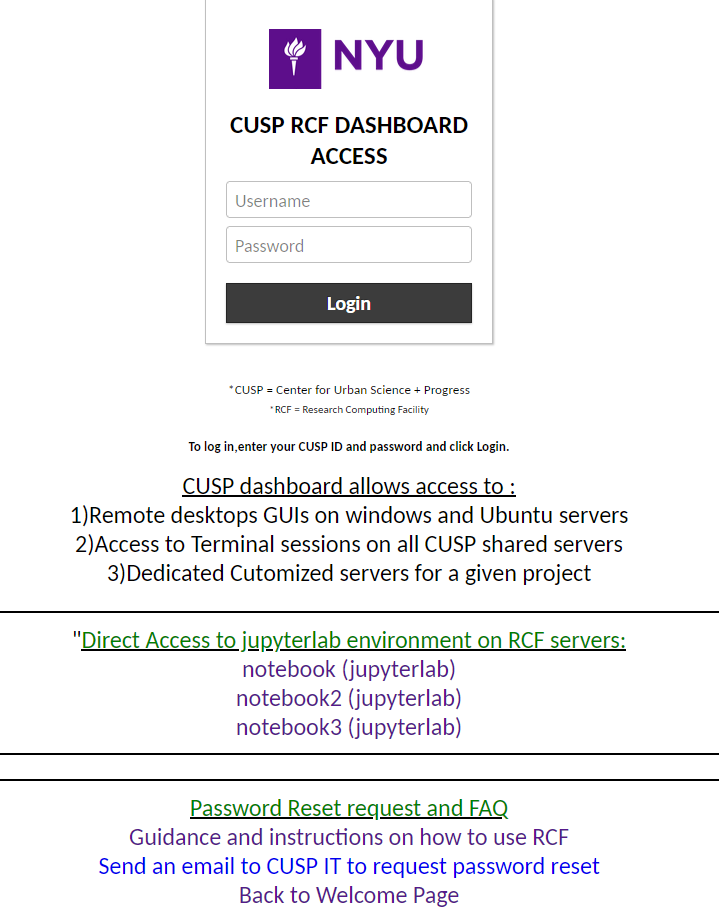 NYU
CUSP RCF DASHBOARD
ACCESS
Username
Password
Login
*CUSP = Center for Urban Science + Progress
*RCF = Research Computing Facility
To log in,enter your CUSP ID and password and click Login.
CUSP dashboard allows access to :
1)Remote desktops GUIs on windows and Ubuntu servers
2)Access to Terminal sessions on all CUSP shared servers
3)Dedicated Cutomized servers for a given project
"Direct Access to jupyterlab environment on RCF servers:
notebook (jupyterlab)
notebook2 (jupyterlab)
notebook3 (jupyterlab)
Password Reset request and FAQ
Guidance and instructions on how to use RCF
Send an email to CUSP IT to request password reset
Back to Welcome Page